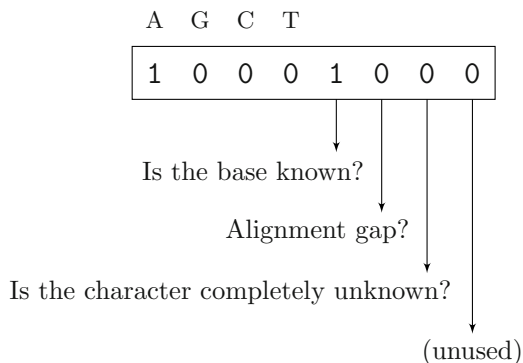 A G C T
1 0 0 0 1 0 0 0
Is the base known?
Alignment gap?
Is the character completely unknown?
(unused)